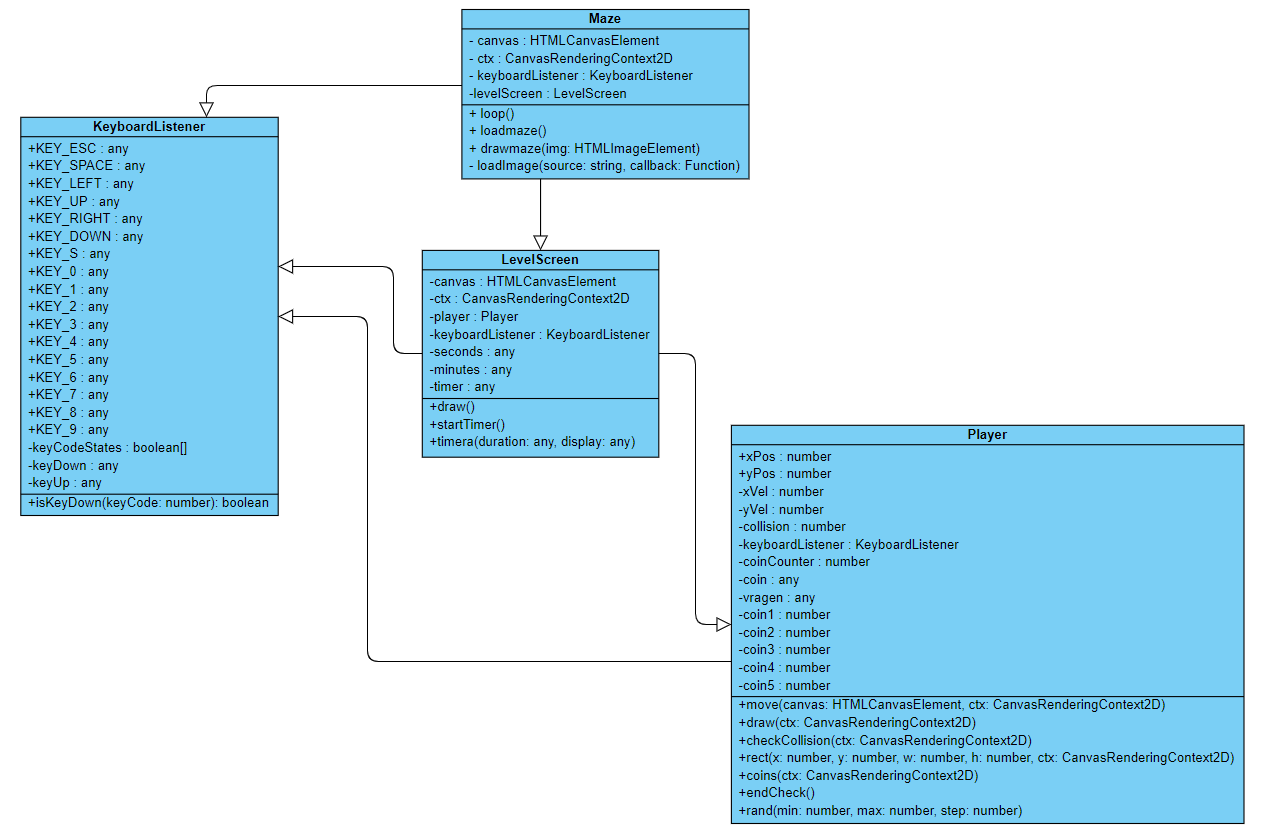 Maze
- canvas : HTMLCanvasElement
- ctx : CanvasRenderingContext2D
- keyboardListener : KeyboardListener
-levelScreen : LevelScreen
+ loop()
+ loadmaze()
+ drawmaze(img: HTMLImageElement)
- loadImage(source: string, callback: Function)
KeyboardListener
+KEY_ESC : any
+KEY_SPACE : any
+KEY_LEFT : any
+KEY_UP : any
+KEY_RIGHT : any
+KEY_DOWN : any
+KEY_S : any
+KEY_0 : any
+KEY_1 : any
+KEY_2 : any
+KEY_3 : any
+KEY_4 : any
+KEY_5 : any
+KEY_6 : any
+KEY_7 : any
+KEY_8 : any
+KEY_9 : any
-keyCodeStates : boolean[]
-keyDown : any
-keyUp : any
+isKeyDown(keyCode: number): boolean
LevelScreen
-canvas : HTMLCanvasElement
-ctx : CanvasRenderingContext2D
-player : Player
-keyboardListener : KeyboardListener
-seconds : any
-minutes : any
-timer : any
+draw()
+startTimer()
+timera(duration: any, display: any)
Player
+xPos : number
+yPos : number
-xVel : number
-yVel : number
-collision : number
-keyboardListener : KeyboardListener
-coinCounter : number
-coin : any
-vragen : any
-coin1 : number
-coin2 : number
-coin3 : number
-coin4 : number
-coin5 : number
+move(canvas: HTMLCanvasElement, ctx: CanvasRenderingContext2D)
+draw(ctx: CanvasRenderingContext2D)
+checkCollision(ctx: CanvasRenderingContext2D)
+rect(x: number, y: number, w: number, h: number, ctx: CanvasRenderingContext2D)
+coins(ctx: CanvasRenderingContext2D)
+endCheck()
+rand(min: number, max: number, step: number)